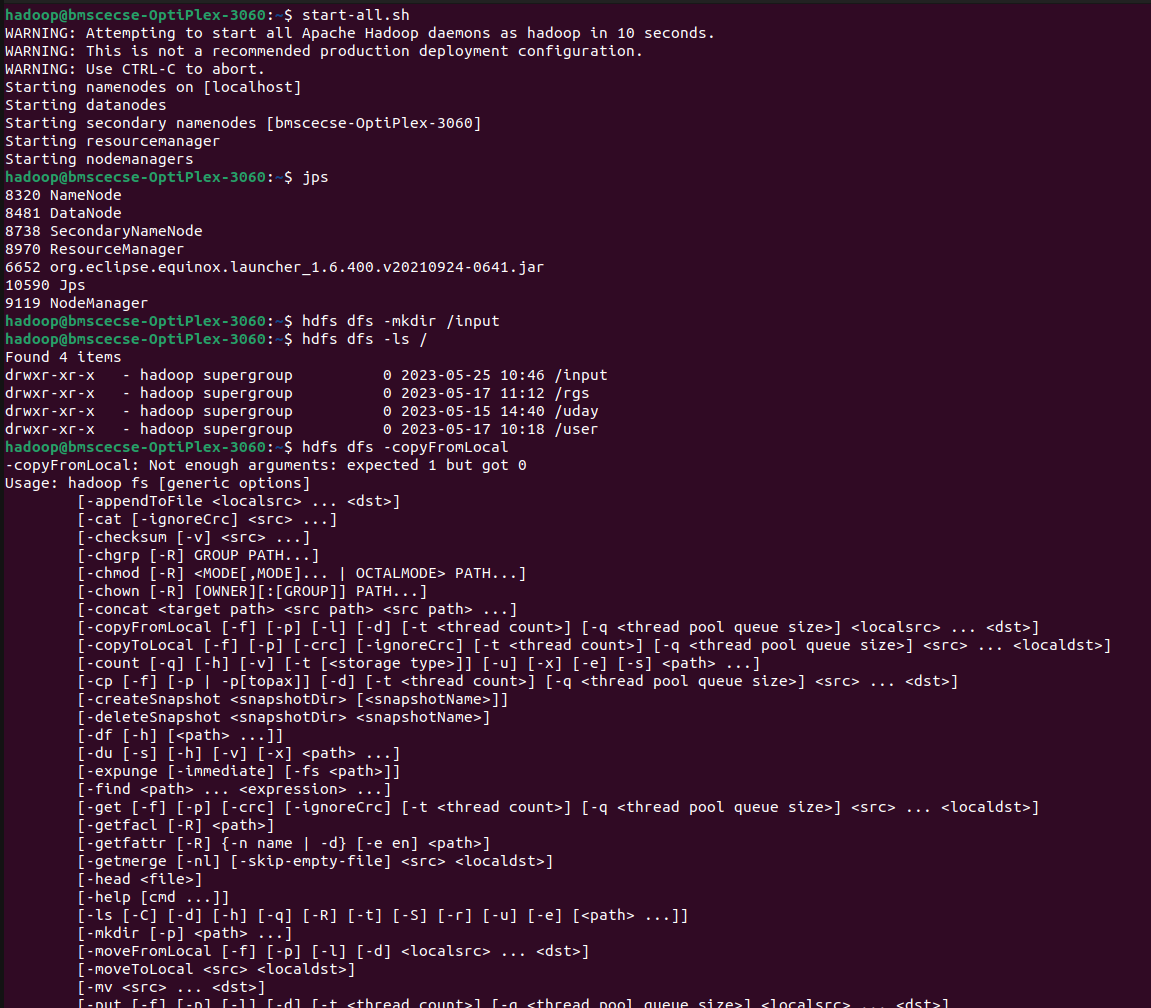 hadoop@bmscecse-OptiPlex-3060:~$ start-all.sh
WARNING: Attempting to start all Apache Hadoop daemons as hadoop in 10 seconds.
WARNING: This is not a recommended production deployment configuration.
WARNING: Use CTRL-C to abort.
Starting namenodes on [localhost]
Starting datanodes
Starting secondary namenodes [bmscecse-OptiPlex-3060]
Starting resourcemanager
Starting nodemanagers
hadoop@bmscecse-OptiPlex-3060:~$ jps
8320 NameNode
8481 DataNode
8738 SecondaryNameNode
8970 ResourceManager
6652 org.eclipse.equinox.launcher_1.6.400.v20210924-0641.jar
10590 Jps
9119 NodeManager
hadoop@bmscecse-OptiPlex-3060:~$ hdfs dfs -mkdir /input
hadoop@bmscecse-OptiPlex-3060:~$ hdfs dfs -ls /
Found 4 items
drwxr-xr-x   - hadoop supergroup          0 2023-05-25 10:46 /input
drwxr-xr-x   - hadoop supergroup          0 2023-05-17 11:12 /rgs
drwxr-xr-x   - hadoop supergroup          0 2023-05-15 14:40 /uday
drwxr-xr-x   - hadoop supergroup          0 2023-05-17 10:18 /user
hadoop@bmscecse-OptiPlex-3060:~$ hdfs dfs -copyFromLocal
-copyFromLocal: Not enough arguments: expected 1 but got 0
Usage: hadoop fs [generic options]
        [-appendToFile <localsrc> ... <dst>]
        [-cat [-ignoreCrc] <src> ...]
        [-checksum [-v] <src> ...]
        [-chgrp [-R] GROUP PATH...]
        [-chmod [-R] <MODE[,MODE]... | OCTALMODE> PATH...]
        [-chown [-R] [OWNER][:[GROUP]] PATH...]
        [-concat <target path> <src path> <src path> ...]
        [-copyFromLocal [-f] [-p] [-l] [-d] [-t <thread count>] [-q <thread pool queue size>] <localsrc> ... <dst>]
        [-copyToLocal [-f] [-p] [-crc] [-ignoreCrc] [-t <thread count>] [-q <thread pool queue size>] <src> ... <localdst>]
        [-count [-q] [-h] [-v] [-t [<storage type>]] [-u] [-x] [-e] [-s] <path> ...]
        [-cp [-f] [-p | -p[topax]] [-d] [-t <thread count>] [-q <thread pool queue size>] <src> ... <dst>]
        [-createSnapshot <snapshotDir> [<snapshotName>]]
        [-deleteSnapshot <snapshotDir> <snapshotName>]
        [-df [-h] [<path> ...]]
        [-du [-s] [-h] [-v] [-x] <path> ...]
        [-expunge [-immediate] [-fs <path>]]
        [-find <path> ... <expression> ...]
        [-get [-f] [-p] [-crc] [-ignoreCrc] [-t <thread count>] [-q <thread pool queue size>] <src> ... <localdst>]
        [-getfacl [-R] <path>]
        [-getfattr [-R] {-n name | -d} [-e en] <path>]
        [-getmerge [-nl] [-skip-empty-file] <src> <localdst>]
        [-head <file>]
        [-help [cmd ...]]
        [-ls [-C] [-d] [-h] [-q] [-R] [-t] [-S] [-r] [-u] [-e] [<path> ...]]
        [-mkdir [-p] <path> ...]
        [-moveFromLocal [-f] [-p] [-l] [-d] <localsrc> ... <dst>]
        [-moveToLocal <src> <localdst>]
        [-mv <src> ... <dst>]
        [-put [-f] [-p] [-l] [-d] [-t <thread count>] [-q <thread pool queue size>] <localsrc> ... <dst>]